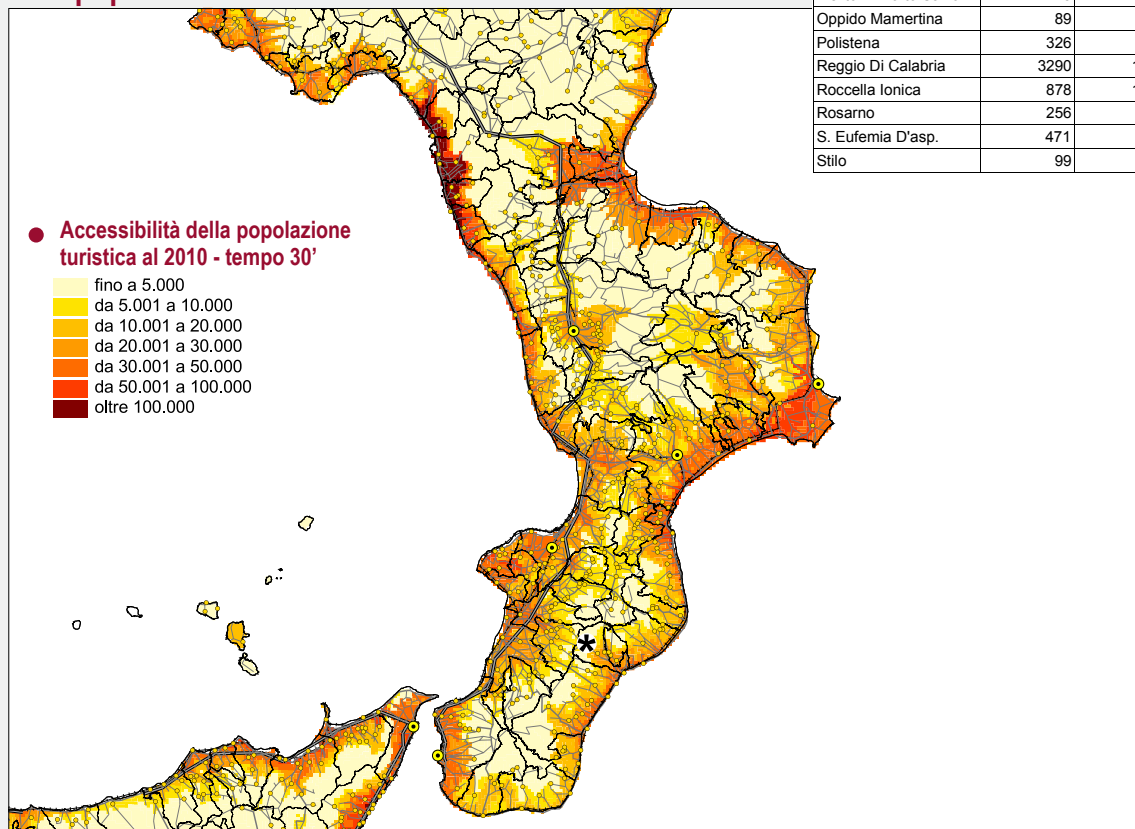 Oppido Mamertina 89
Polistena 326
Reggio Di Calabria 3290 1
Roccella Ionica 878 1
Rosarno 256
S. Eufemia D'asp. 471
Stilo 99
Accessibilità della popolazione
turistica al 2010 - tempo 30’
fino a 5.000
da 5.001 a 10.000
da 10.001 a 20.000
da 20.001 a 30.000
da 30.001 a 50.000
da 50.001 a 100.000
oltre 100.000
*